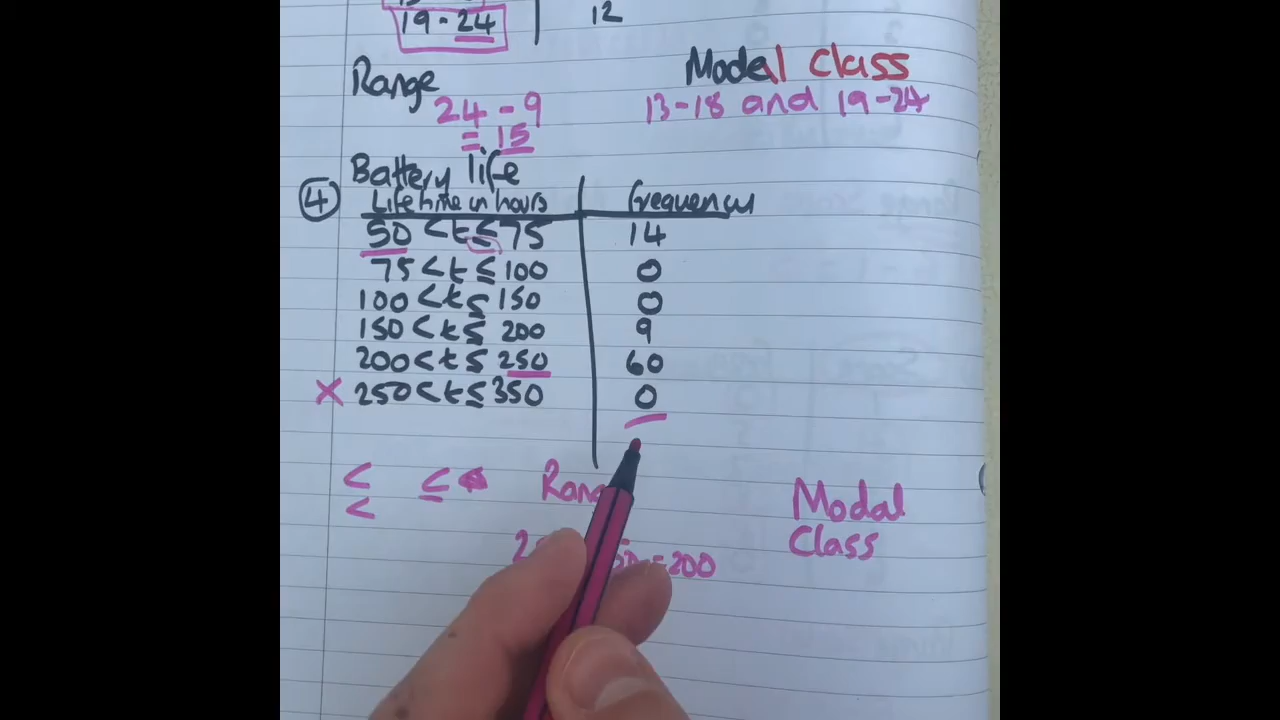 19 - 24 12
Range
Modal Class
24 - 9
13-18 and 19-24
= 15
Battery life
④ Lifetime in hours frequency
50 < t ≤ 75 14
75 < t ≤ 100 0
100 < t ≤ 150 0
150 < t ≤ 200 9
200 < t ≤ 250 60
× 250 < t ≤ 350 0
< ≤
<
Modal
Class
= 200